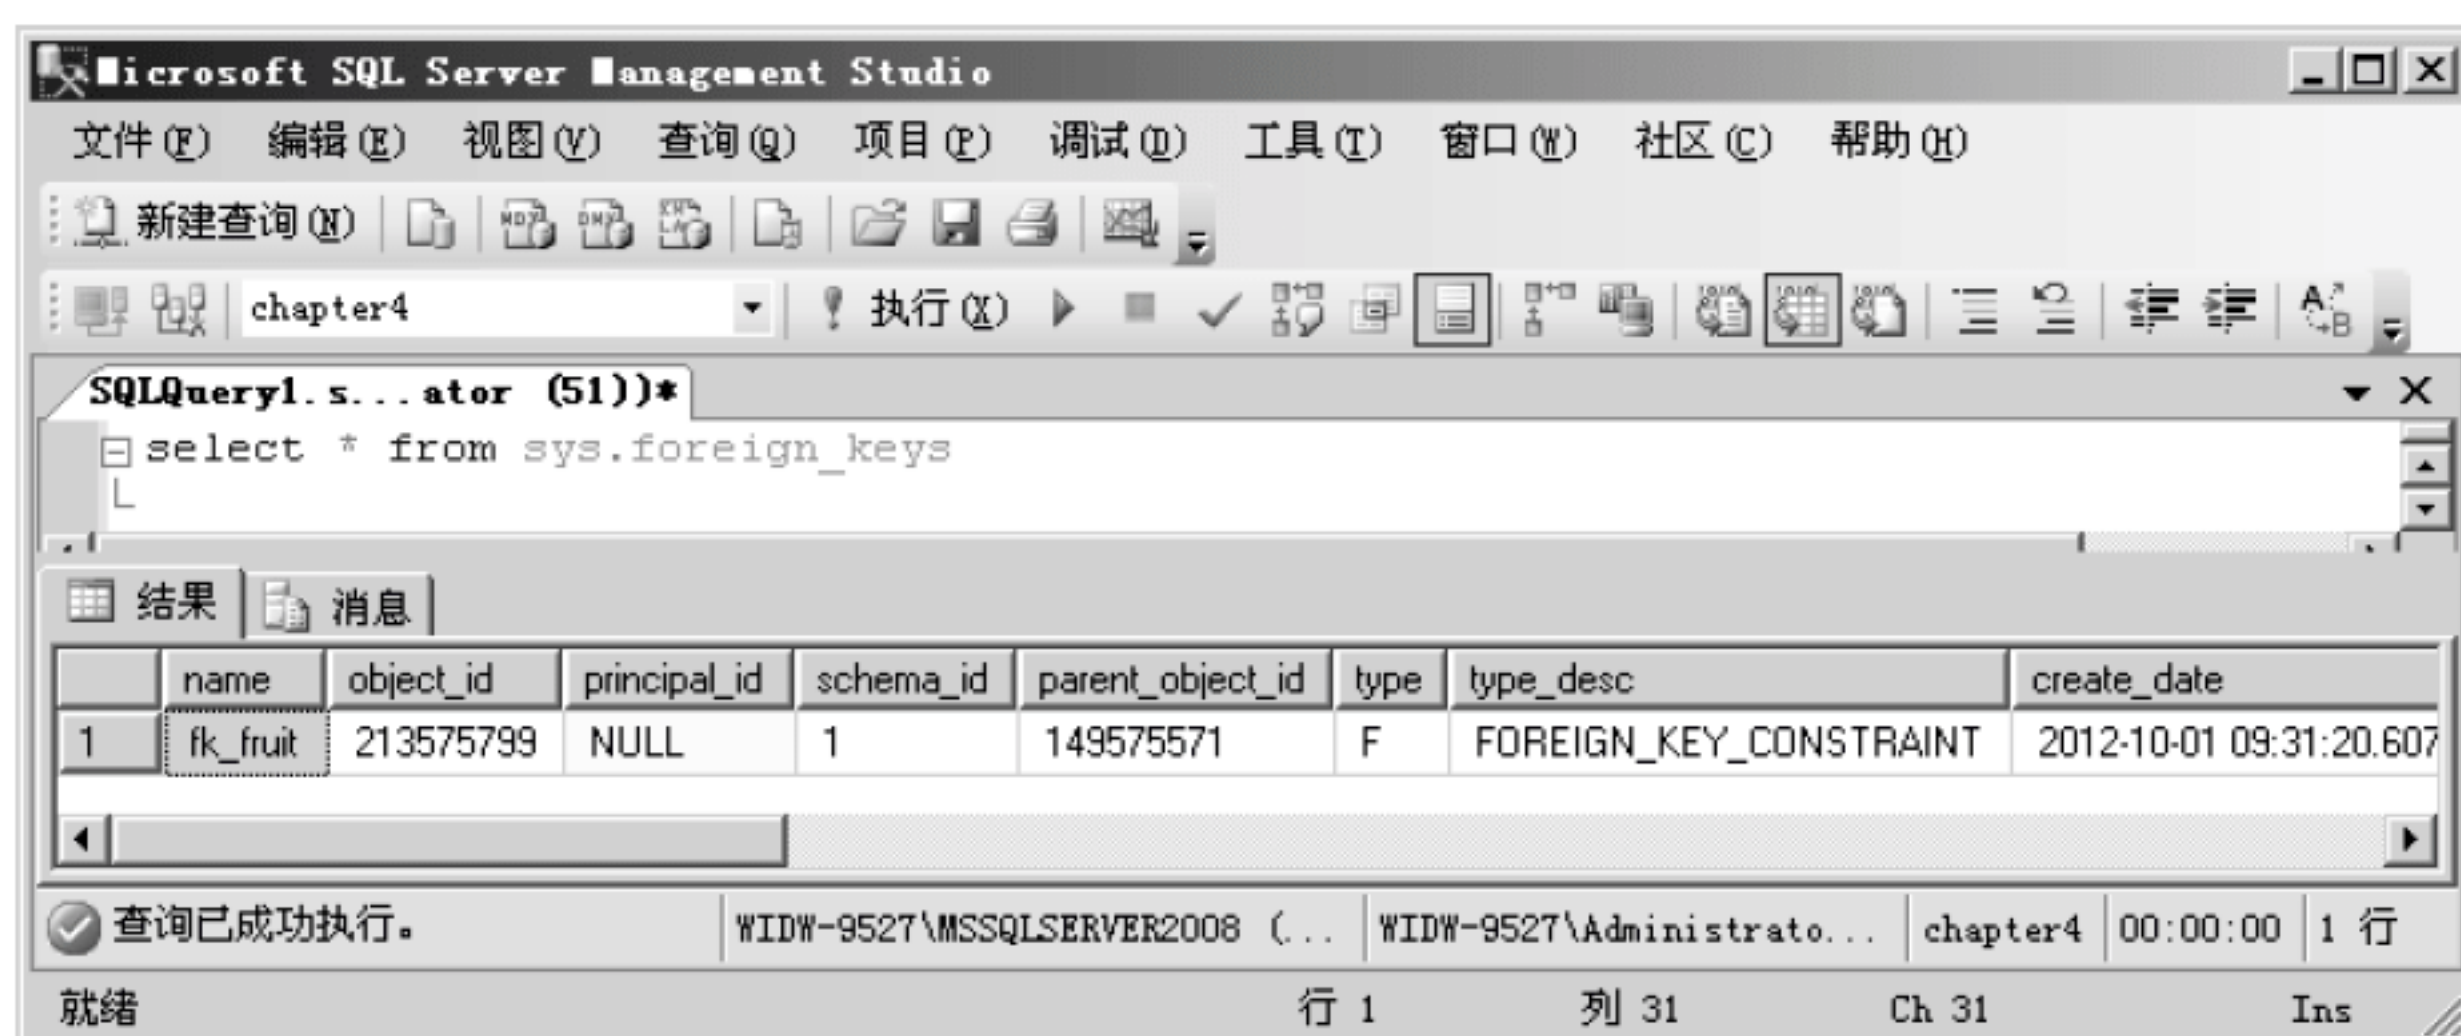 Microsoft SQL Server Management Studio
文件(F) 编辑(E) 视图(V) 查询(Q) 项目(P) 调试(D) 工具(T) 窗口(W) 社区(C) 帮助(H)
新建查询(N)
chapter4 执行(X)
SQLQuery1.s...ator (51))*
select * from sys.foreign_keys
结果 消息
name object_id principal_id schema_id parent_object_id type type_desc create_date
1 fk_fruit 213575799 NULL 1 149575571 F FOREIGN_KEY_CONSTRAINT 2012-10-01 09:31:20.607
查询已成功执行。 WIDW-9527\MSSQLSERVER2008 (... WIDW-9527\Administrato... chapter4 00:00:00 1 行
就绪 行 1 列 31 Ch 31 Ins